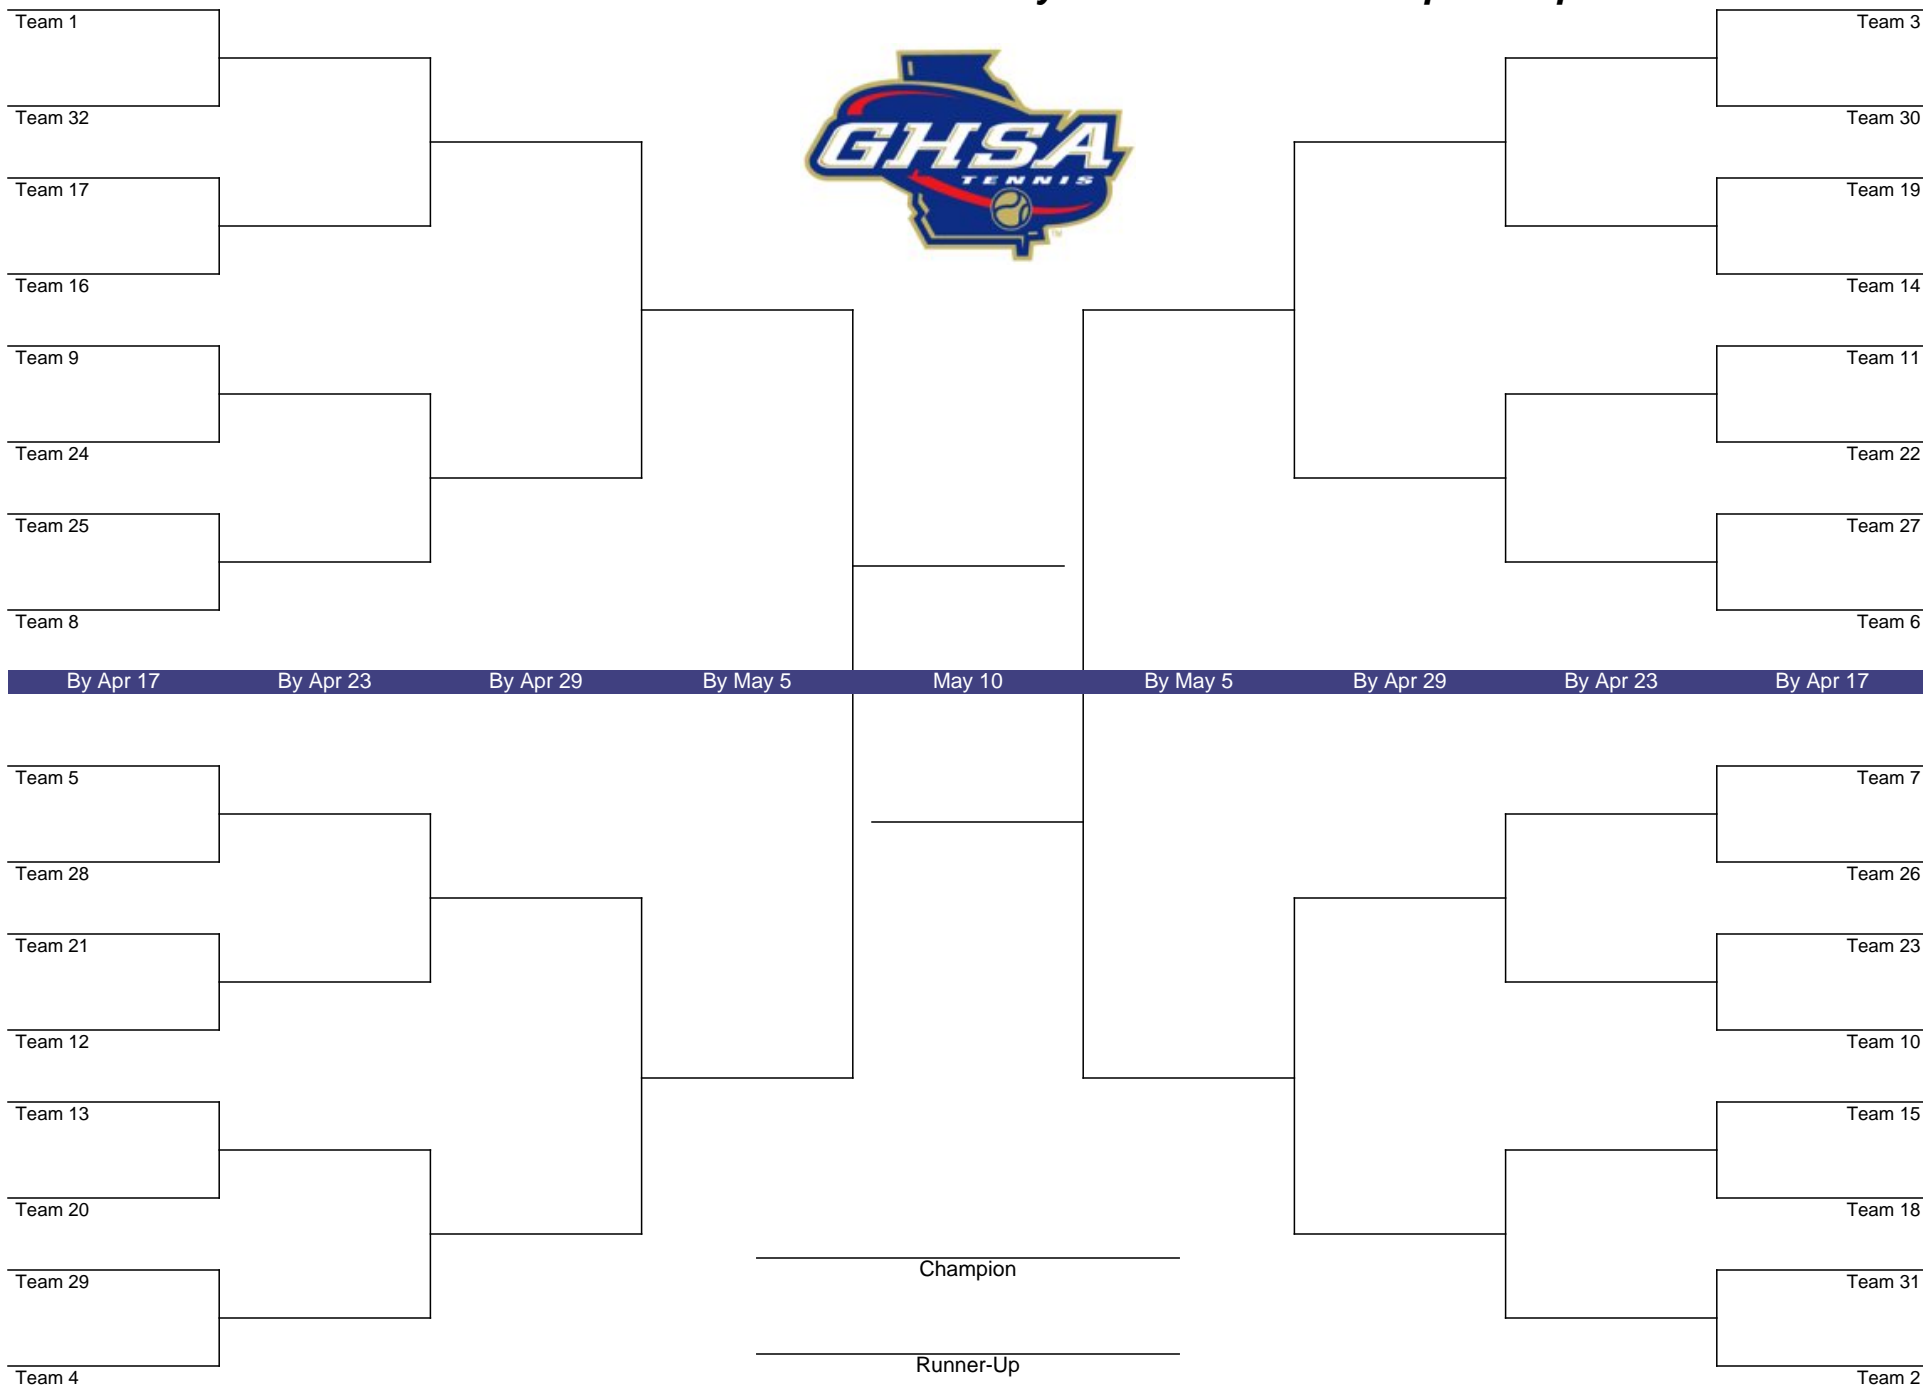 Team 1
Team 32
Team 17
Team 16
Team 9
Team 24
Team 25
Team 8
GHSA
TENNIS
TM
Team 3
Team 30
Team 19
Team 14
Team 11
Team 22
Team 27
Team 6
By Apr 17 By Apr 23 By Apr 29 By May 5 May 10 By May 5 By Apr 29 By Apr 23 By Apr 17
Team 5
Team 28
Team 21
Team 12
Team 13
Team 20
Team 29
Team 4
Champion
Runner-Up
Team 7
Team 26
Team 23
Team 10
Team 15
Team 18
Team 31
Team 2